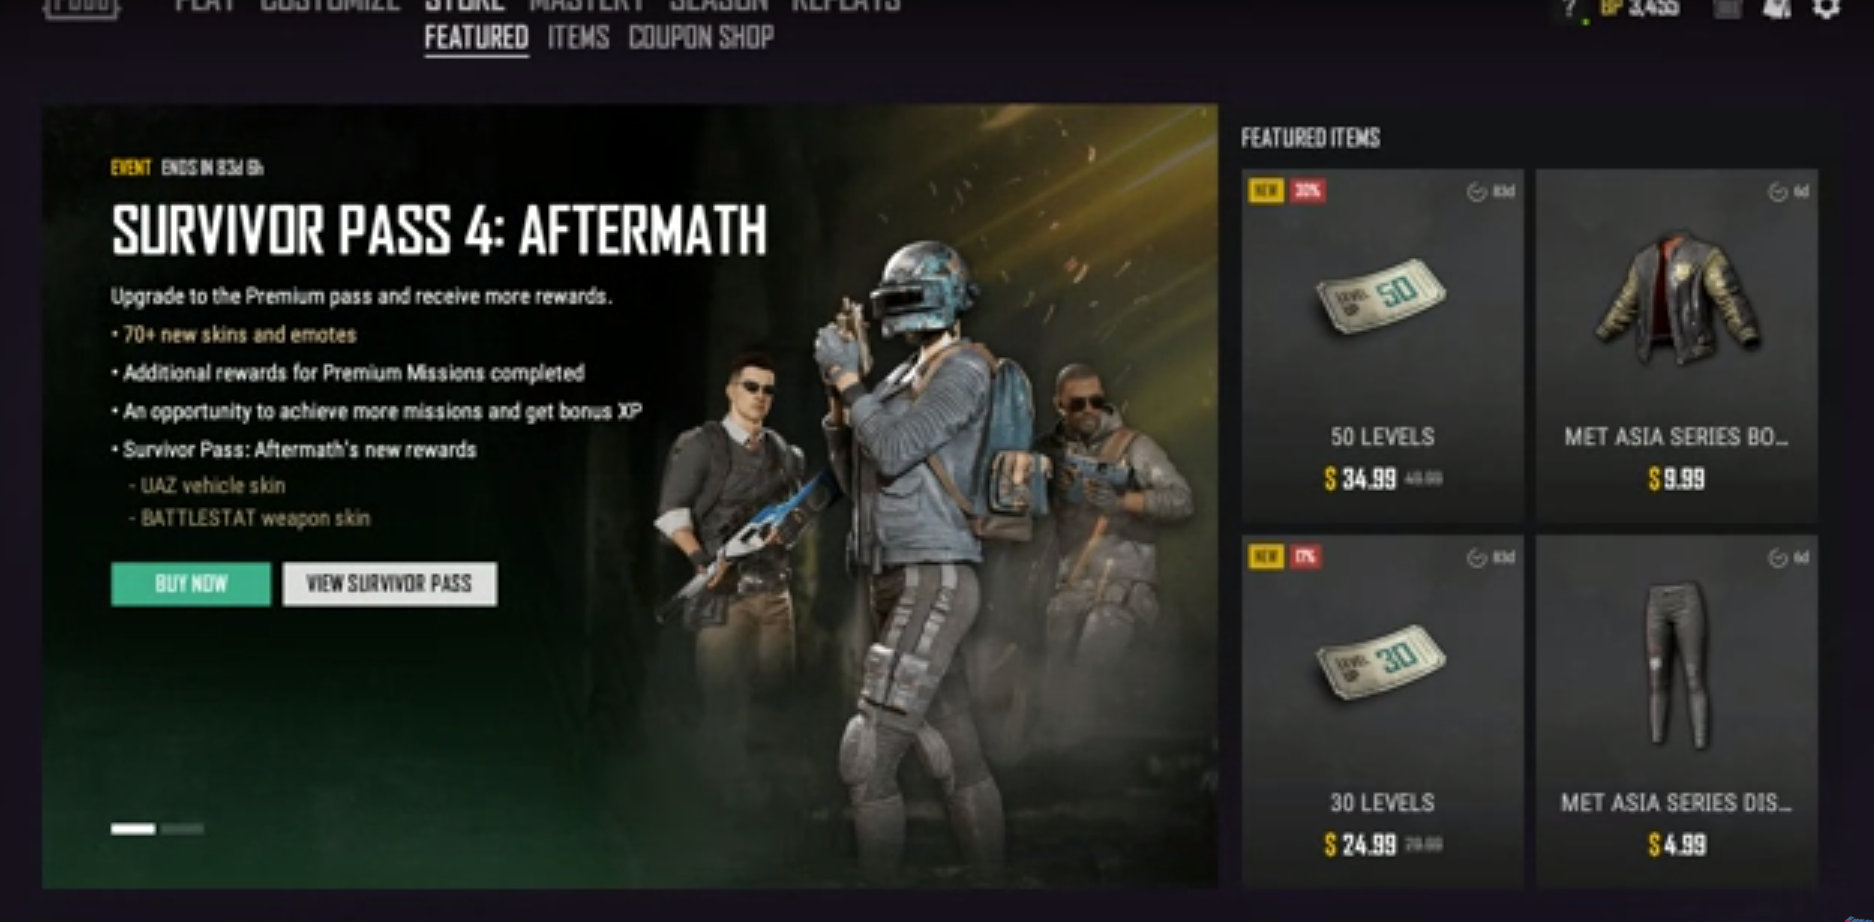 PUBG
PLAY CUSTOMIZE STORE MASTERY SEASON REPLAYS
? BP 3,455
FEATURED ITEMS COUPON SHOP
EVENT ENDS IN 83d 6h
SURVIVOR PASS 4: AFTERMATH
Upgrade to the Premium pass and receive more rewards.
• 70+ new skins and emotes
• Additional rewards for Premium Missions completed
• An opportunity to achieve more missions and get bonus XP
• Survivor Pass: Aftermath's new rewards
- UAZ vehicle skin
- BATTLESTAT weapon skin
BUY NOW VIEW SURVIVOR PASS
FEATURED ITEMS
NEW 30% 83d
LEVEL UP 50
50 LEVELS
$ 34.99 49.99
6d
MET ASIA SERIES BO...
$ 9.99
NEW 17% 83d
LEVEL UP 30
30 LEVELS
$ 24.99 29.99
6d
MET ASIA SERIES DIS...
$ 4.99